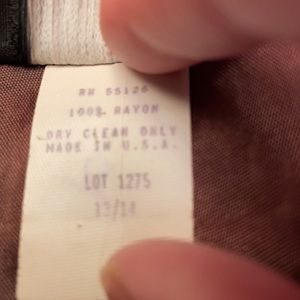 RN 55126
100% RAYON
DRY CLEAN ONLY
MADE IN U.S.A.
LOT 1275
13/14